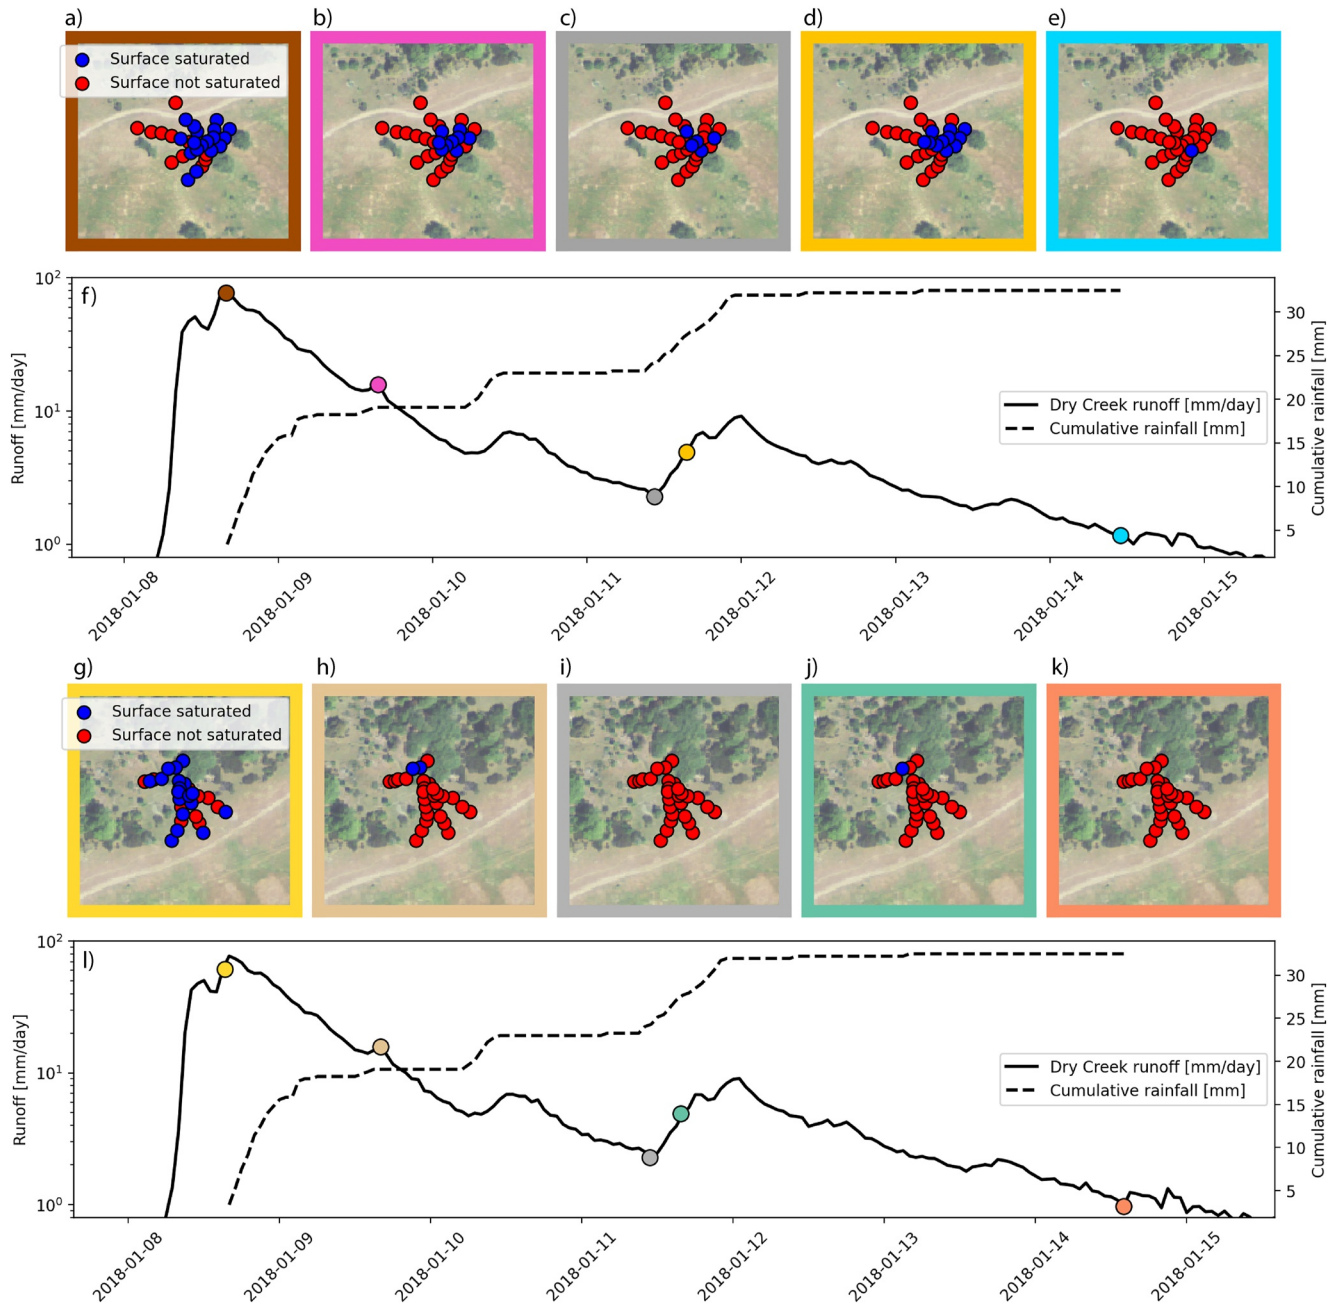 a)
b)
c)
d)
e)
Surface saturated
Surface not saturated
f)
10²
10¹
10⁰
Runoff [mm/day]
30
25
20
15
10
5
Cumulative rainfall [mm]
Dry Creek runoff [mm/day]
Cumulative rainfall [mm]
2018-01-08
2018-01-09
2018-01-10
2018-01-11
2018-01-12
2018-01-13
2018-01-14
2018-01-15
g)
h)
i)
j)
k)
Surface saturated
Surface not saturated
l)
10²
10¹
10⁰
Runoff [mm/day]
30
25
20
15
10
5
Cumulative rainfall [mm]
Dry Creek runoff [mm/day]
Cumulative rainfall [mm]
2018-01-08
2018-01-09
2018-01-10
2018-01-11
2018-01-12
2018-01-13
2018-01-14
2018-01-15